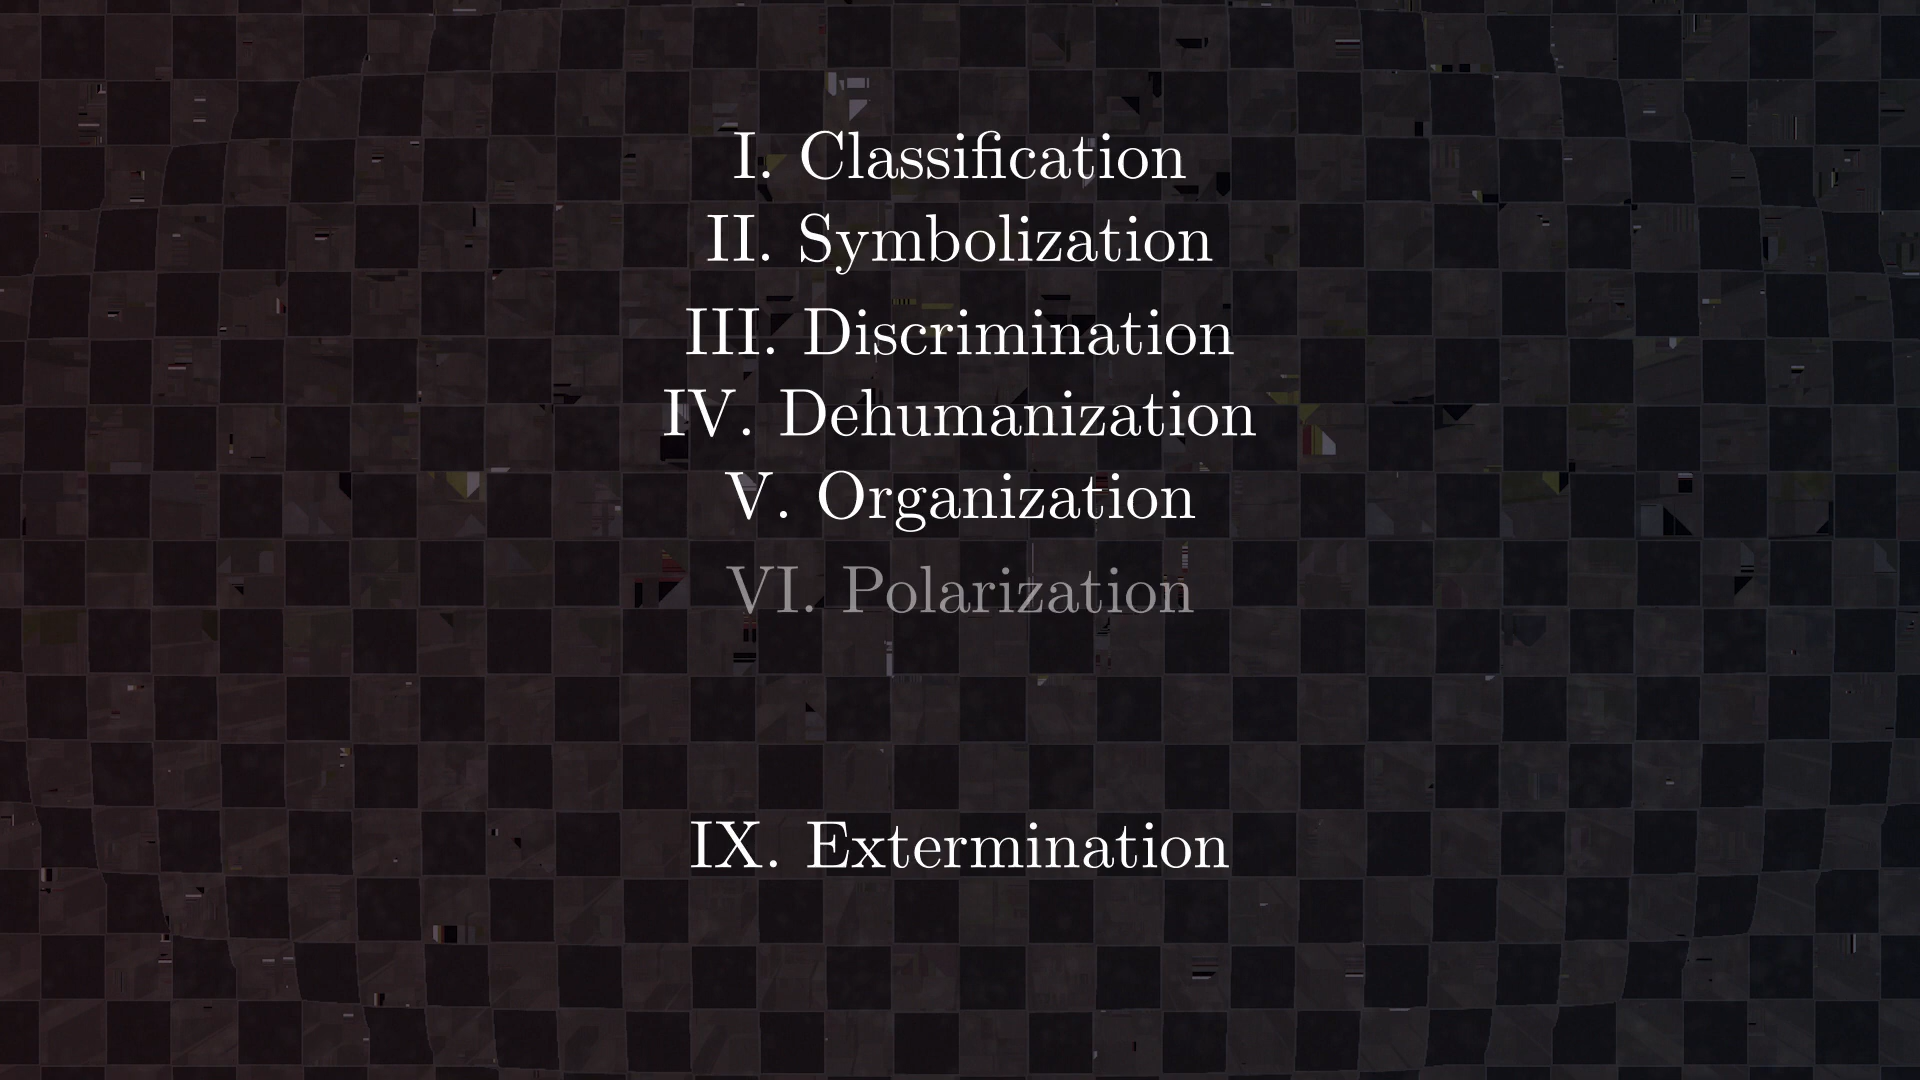 I. Classification
II. Symbolization
III. Discrimination
IV. Dehumanization
V. Organization
VI. Polarization
IX. Extermination